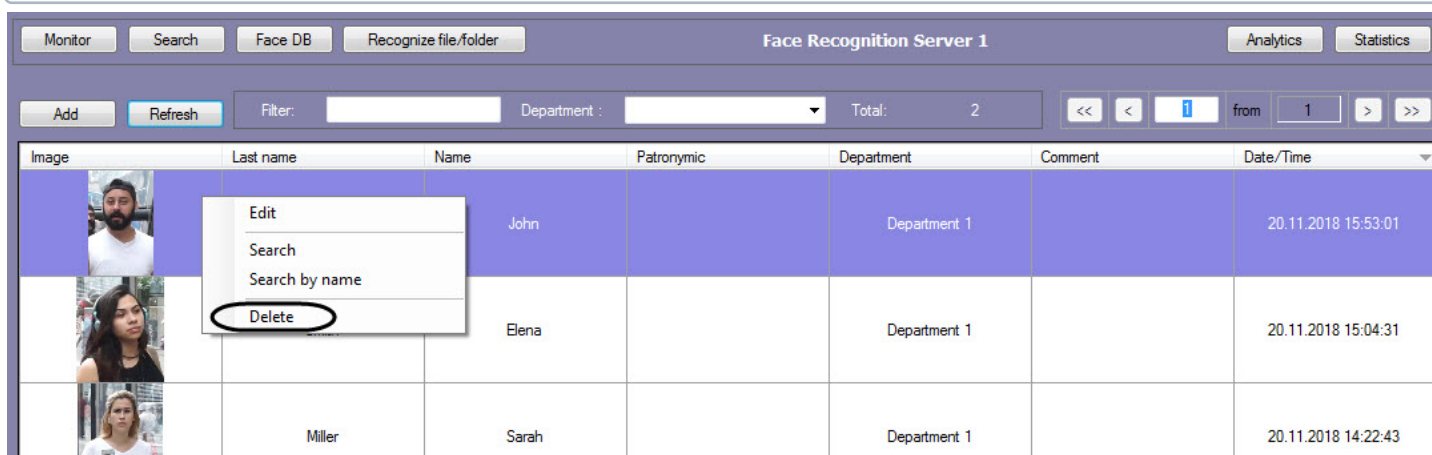 Monitor Search Face DB Recognize file/folder Face Recognition Server 1 Analytics Statistics
Add Refresh Filter: Department : Total: 2 << < 1 from 1 > >>
Image Last name Name Patronymic Department Comment Date/Time
Edit
John Department 1 20.11.2018 15:53:01
Search
Search by name
Delete
Elena Department 1 20.11.2018 15:04:31
Miller Sarah Department 1 20.11.2018 14:22:43